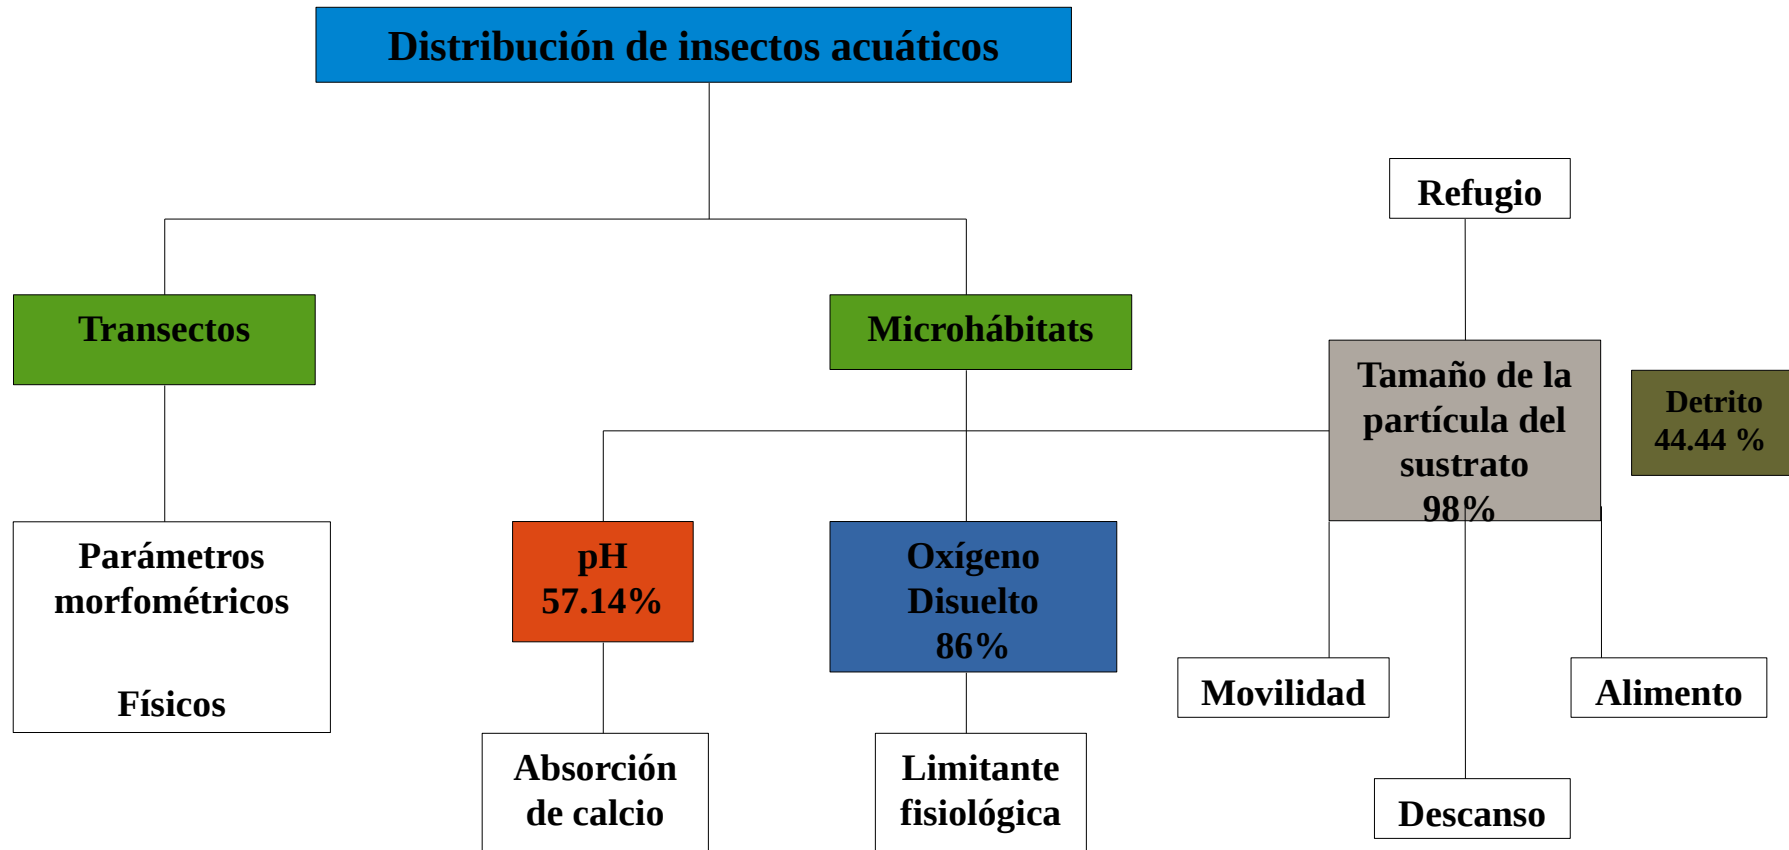 Distribución de insectos acuáticos
Refugio
Transectos
Microhábitats
Tamaño de la
partícula del
sustrato
98%
Detrito
44.44 %
Parámetros
morfométricos
Físicos
pH
57.14%
Oxígeno
Disuelto
86%
Movilidad
Alimento
Absorción
de calcio
Limitante
fisiológica
Descanso